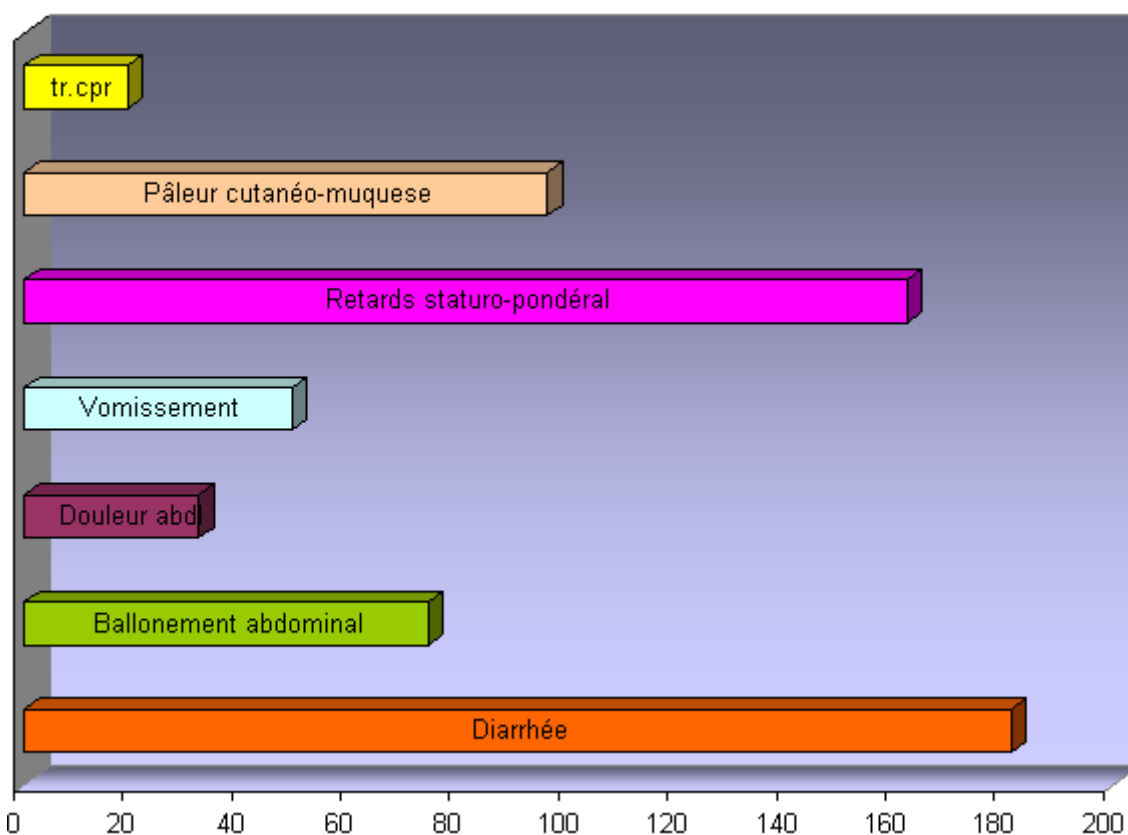 tr.cpr
Pâleur cutanéo-muquese
Retards staturo-pondéral
Vomissement
Douleur abdl
Ballonement abdominal
Diarrhée
0 20 40 60 80 100 120 140 160 180 200